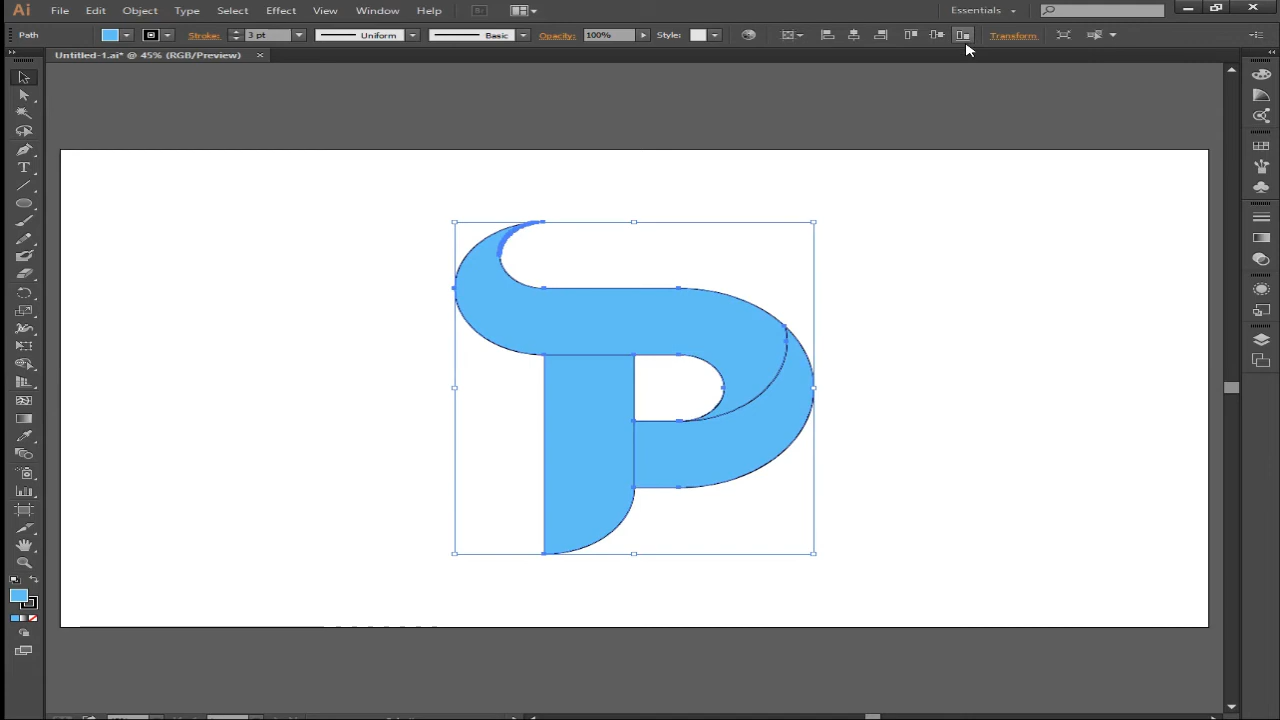 Ai File Edit Object Type Select Effect View Window Help Essentials
Path Stroke: 3 pt Uniform Basic Opacity: 100% Style: Transform
Untitled-1.ai* @ 45% (RGB/Preview) ×
T
P